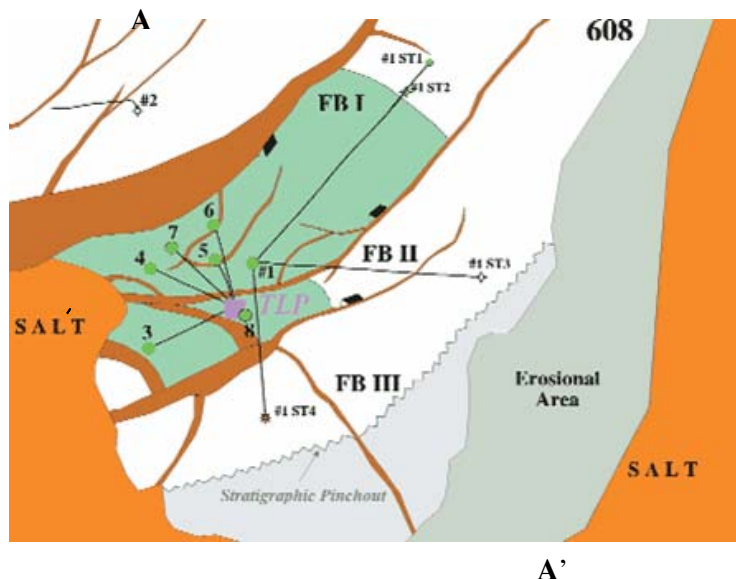 A
608
#1 ST1
#1 ST2
#2
FB I
6
7
5
4
#1
FB II
#1 ST3
TLP
SALT
3
8
FB III
Erosional
Area
#1 ST4
SALT
Stratigraphic Pinchout
A'